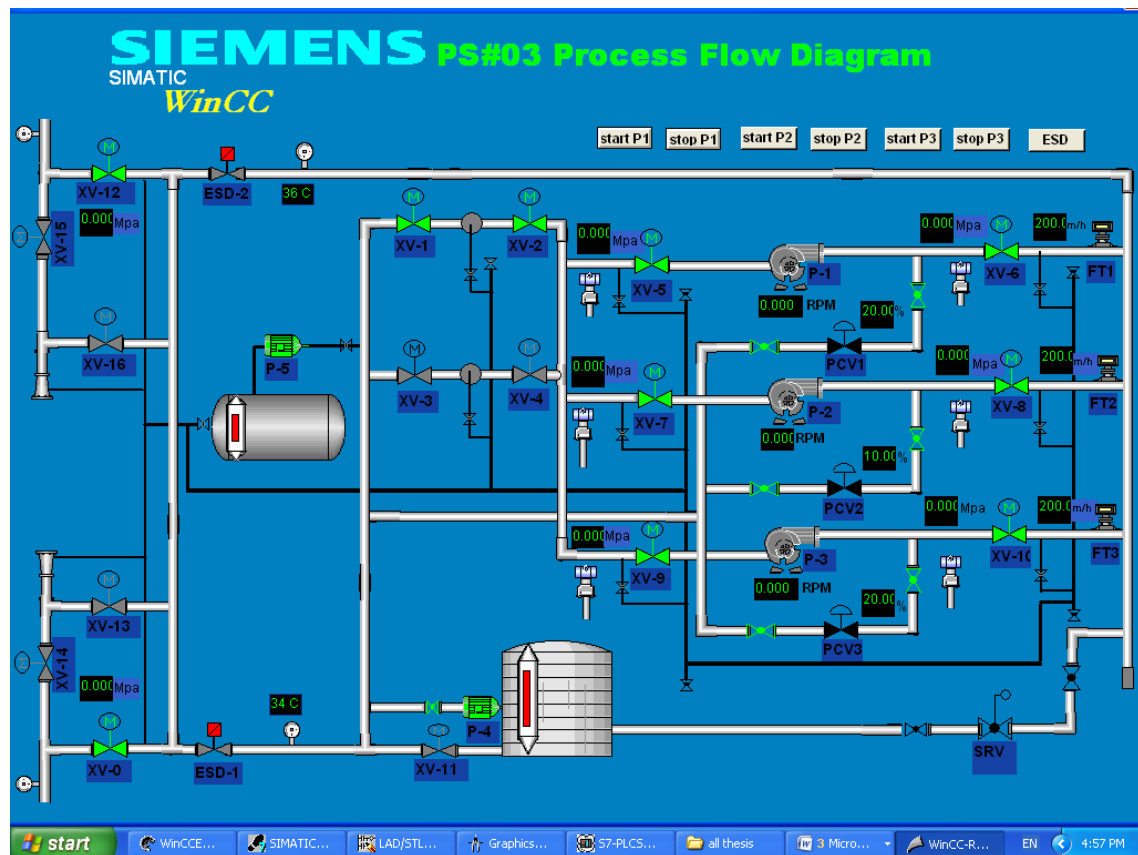 SIEMENS PS#03 Process Flow Diagram
SIMATIC
WinCC
start P1 stop P1 start P2 stop P2 start P3 stop P3 ESD
M M M M M
XV-12 ESD-2 36 C XV-1 XV-2
0.000 Mpa
XV-15
0.000 Mpa XV-5 P-1 0.000 Mpa XV-6 200.0 m/h FT1
0.000 RPM
20.00 %
PCV1
XV-16 P-5
XV-3 XV-4
0.000 Mpa XV-7 P-2 0.000 Mpa XV-8 200.0 m/h FT2
0.000 RPM
10.00 %
PCV2
0.000 Mpa XV-9 P-3 0.000 Mpa XV-10 200.0 m/h FT3
0.000 RPM
20.00 %
PCV3
XV-13
XV-14
0.000 Mpa
34 C
P-4
XV-0 ESD-1 XV-11 SRV
start WinCCE... SIMATIC... LAD/STL... Graphics... S7-PLCS... all thesis 3 Micro... WinCC-R... EN 4:57 PM